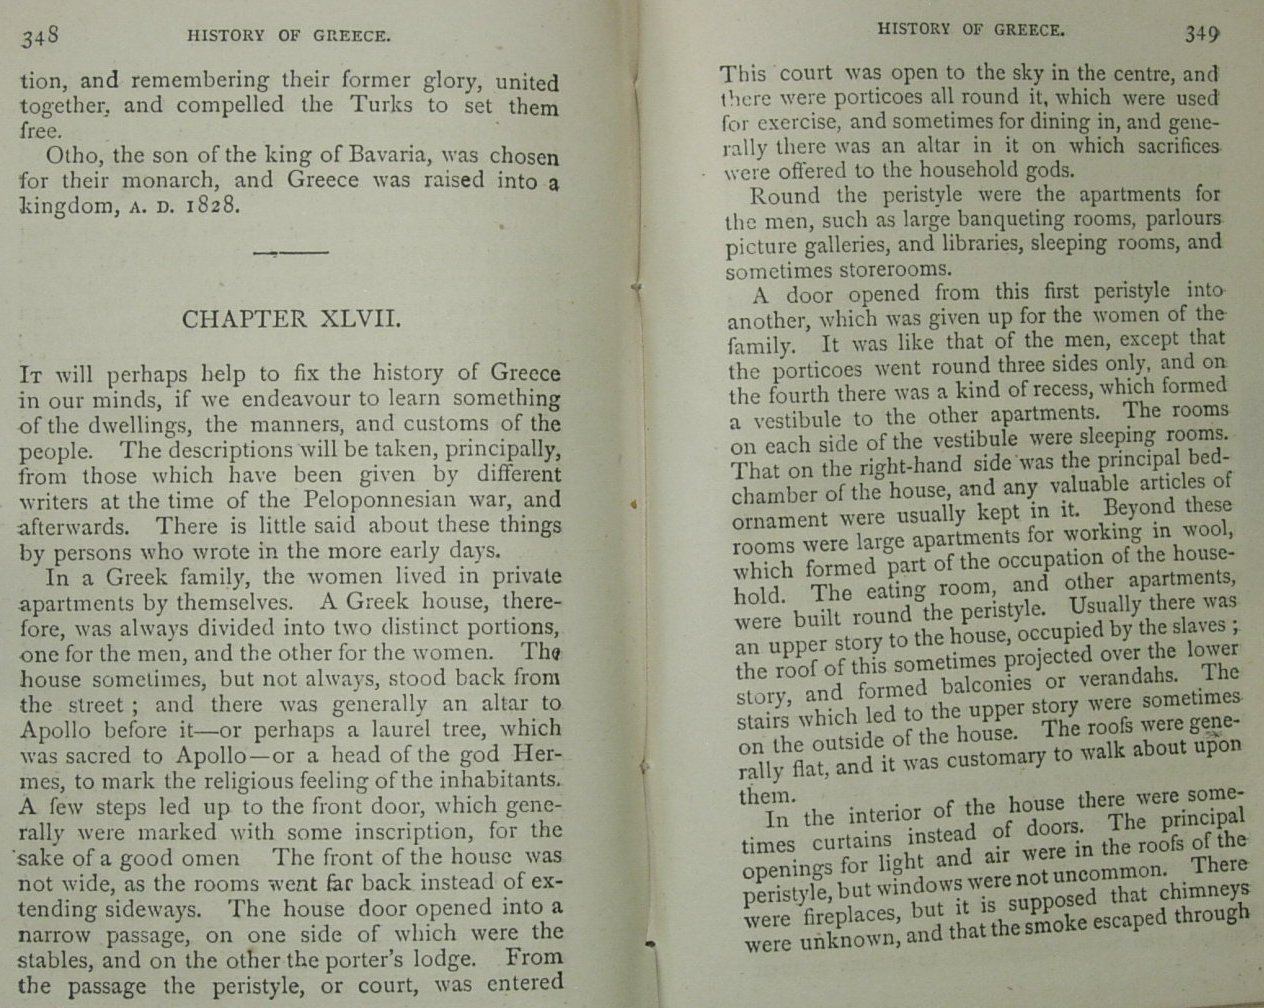 348
HISTORY OF GREECE.
tion, and remembering their former glory, united
together, and compelled the Turks to set them
free.
Otho, the son of the king of Bavaria, was chosen
for their monarch, and Greece was raised into a
kingdom, A. D. 1828.
CHAPTER XLVII.
IT will perhaps help to fix the history of Greece
in our minds, if we endeavour to learn something
of the dwellings, the manners, and customs of the
people. The descriptions will be taken, principally,
from those which have been given by different
writers at the time of the Peloponnesian war, and
afterwards. There is little said about these things
by persons who wrote in the more early days.
In a Greek family, the women lived in private
apartments by themselves. A Greek house, there-
fore, was always divided into two distinct portions,
one for the men, and the other for the women. The
house sometimes, but not always, stood back from
the street ; and there was generally an altar to
Apollo before it—or perhaps a laurel tree, which
was sacred to Apollo—or a head of the god Her-
mes, to mark the religious feeling of the inhabitants.
A few steps led up to the front door, which gene-
rally were marked with some inscription, for the
sake of a good omen The front of the house was
not wide, as the rooms went far back instead of ex-
tending sideways. The house door opened into a
narrow passage, on one side of which were the
stables, and on the other the porter's lodge. From
the passage the peristyle, or court, was entered
HISTORY OF GREECE.
349
This court was open to the sky in the centre, and
there were porticoes all round it, which were used
for exercise, and sometimes for dining in, and gene-
rally there was an altar in it on which sacrifices
were offered to the household gods.
Round the peristyle were the apartments for
the men, such as large banqueting rooms, parlours
picture galleries, and libraries, sleeping rooms, and
sometimes storerooms.
A door opened from this first peristyle into
another, which was given up for the women of the
family. It was like that of the men, except that
the porticoes went round three sides only, and on
the fourth there was a kind of recess, which formed
a vestibule to the other apartments. The rooms
on each side of the vestibule were sleeping rooms.
That on the right-hand side was the principal bed-
chamber of the house, and any valuable articles of
ornament were usually kept in it. Beyond these
rooms were large apartments for working in wool,
which formed part of the occupation of the house-
hold. The eating room, and other apartments,
were built round the peristyle. Usually there was
an upper story to the house, occupied by the slaves ;
the roof of this sometimes projected over the lower
story, and formed balconies or verandahs. The
stairs which led to the upper story were sometimes
on the outside of the house. The roofs were gene-
rally flat, and it was customary to walk about upon
them.
In the interior of the house there were some-
times curtains instead of doors. The principal
openings for light and air were in the roofs of the
peristyle, but windows were not uncommon. There
were fireplaces, but it is supposed that chimneys
were unknown, and that the smoke escaped through